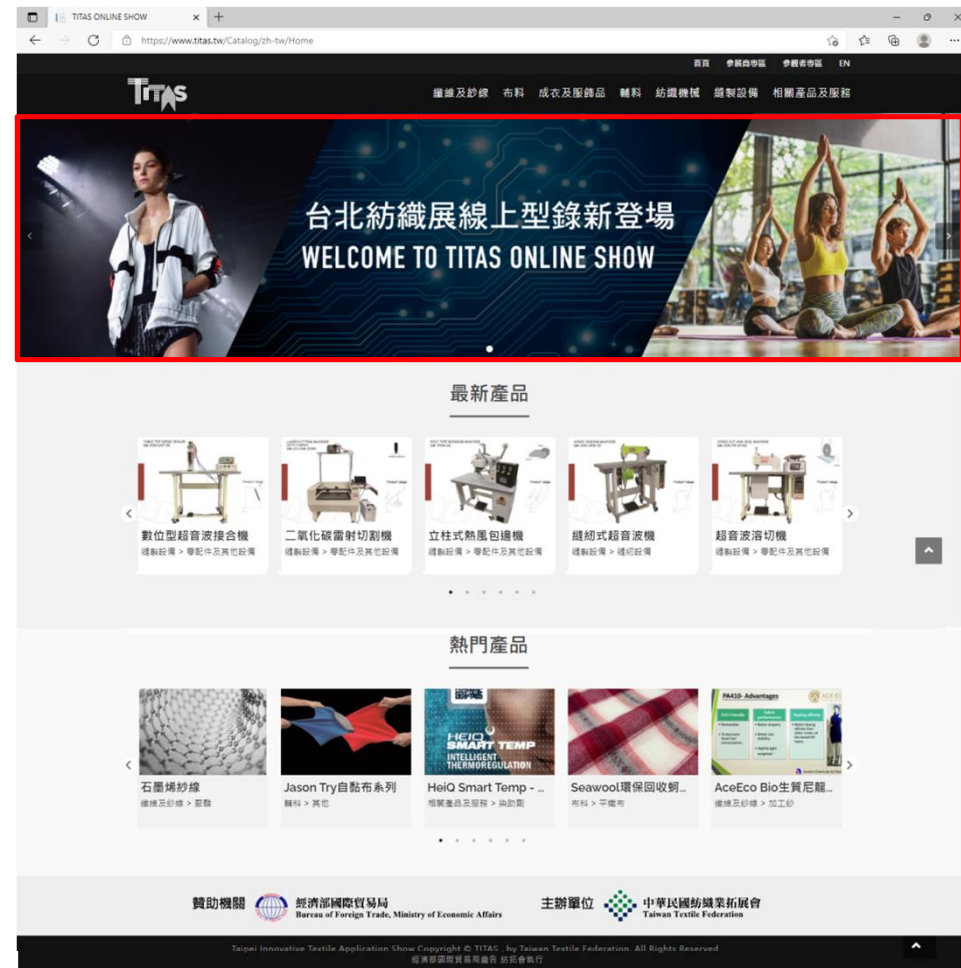 TITAS ONLINE SHOW
https://www.titas.tw/Catalog/zh-tw/Home
首頁 參展商專區 參觀者專區 EN
TITAS
纖維及紗線 布料 成衣及服飾品 輔料 紡織機械 縫製設備 相關產品及服務
台北紡織展線上型錄新登場
WELCOME TO TITAS ONLINE SHOW
最新產品
數位型超音波接合機
縫製設備 > 零配件及其他設備
二氧化碳雷射切割機
縫製設備 > 零配件及其他設備
立柱式熱風包邊機
縫製設備 > 零配件及其他設備
縫紉式超音波機
縫製設備 > 縫紉設備
超音波溶切機
縫製設備 > 零配件及其他設備
熱門產品
HEIQ
SMART TEMP
INTELLIGENT
THERMOREGULATION
PA410- Advantages
石墨烯紗線
纖維及紗線 > 聚酯
Jason Try自黏布系列
輔料 > 其他
HeiQ Smart Temp - ...
相關產品及服務 > 染助劑
Seawool環保回收蚵...
布料 > 平織布
AceEco Bio生質尼龍...
纖維及紗線 > 加工紗
贊助機關 經濟部國際貿易局
Bureau of Foreign Trade, Ministry of Economic Affairs
主辦單位 中華民國紡織業拓展會
Taiwan Textile Federation
Taipei Innovative Textile Application Show Copyright © TITAS , by Taiwan Textile Federation. All Rights Reserved
經濟部國際貿易局廣告 紡拓會執行